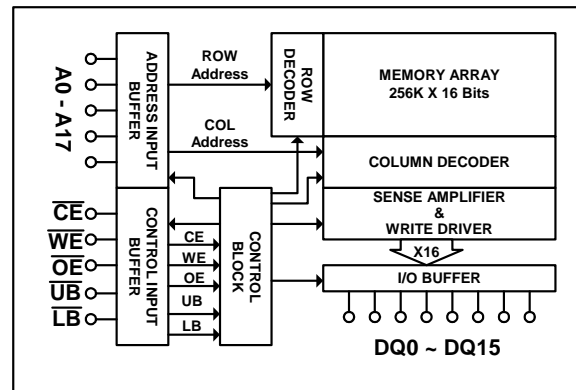 A0 - A17
ADDRESS INPUT
BUFFER
ROW
Address
COL
Address
ROW
DECODER
MEMORY ARRAY
256K X 16 Bits
COLUMN DECODER
SENSE AMPLIFIER
&
WRITE DRIVER
X16
I/O BUFFER
CE
WE
OE
UB
LB
CONTROL INPUT
BUFFER
CE
WE
OE
UB
LB
CONTROL
BLOCK
DQ0 ~ DQ15